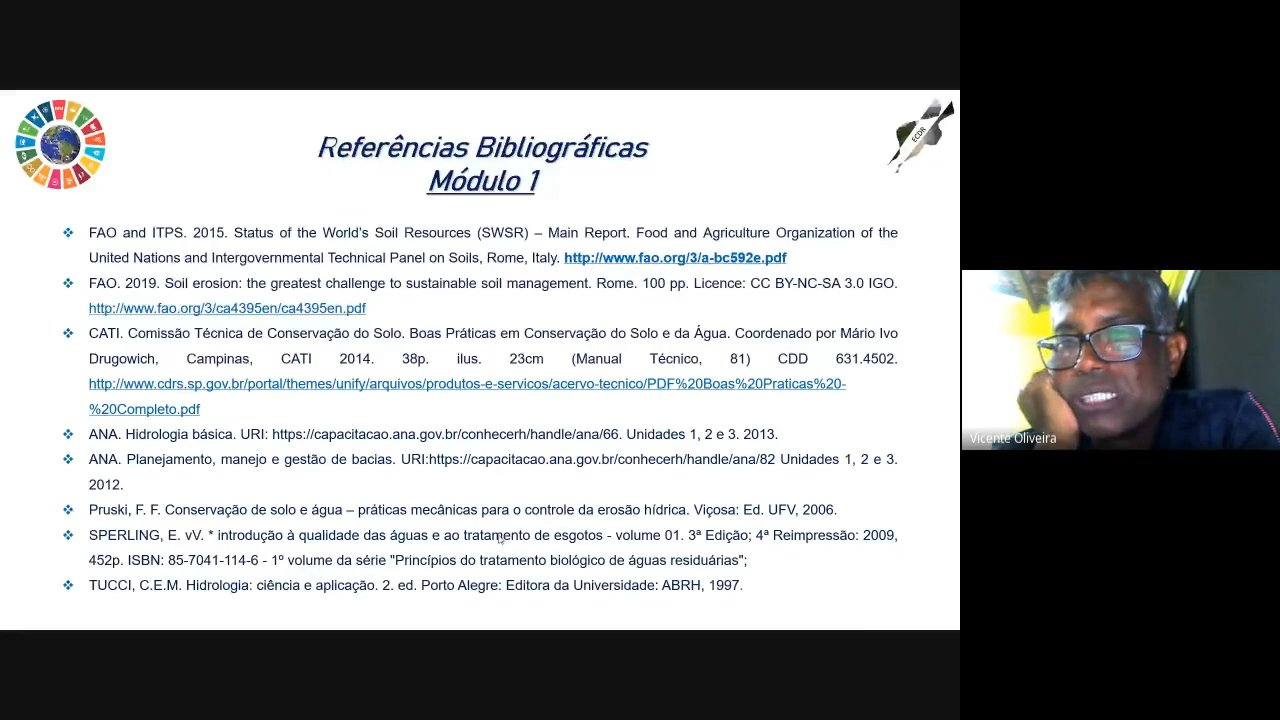 Referências Bibliográficas
Módulo 1
ECDR
❖ FAO and ITPS. 2015. Status of the World's Soil Resources (SWSR) – Main Report. Food and Agriculture Organization of the
United Nations and Intergovernmental Technical Panel on Soils, Rome, Italy. http://www.fao.org/3/a-bc592e.pdf
❖ FAO. 2019. Soil erosion: the greatest challenge to sustainable soil management. Rome. 100 pp. Licence: CC BY-NC-SA 3.0 IGO.
http://www.fao.org/3/ca4395en/ca4395en.pdf
❖ CATI. Comissão Técnica de Conservação do Solo. Boas Práticas em Conservação do Solo e da Água. Coordenado por Mário Ivo
Drugowich, Campinas, CATI 2014. 38p. ilus. 23cm (Manual Técnico, 81) CDD 631.4502.
http://www.cdrs.sp.gov.br/portal/themes/unify/arquivos/produtos-e-servicos/acervo-tecnico/PDF%20Boas%20Praticas%20-
%20Completo.pdf
❖ ANA. Hidrologia básica. URI: https://capacitacao.ana.gov.br/conhecerh/handle/ana/66. Unidades 1, 2 e 3. 2013.
❖ ANA. Planejamento, manejo e gestão de bacias. URI:https://capacitacao.ana.gov.br/conhecerh/handle/ana/82 Unidades 1, 2 e 3.
2012.
❖ Pruski, F. F. Conservação de solo e água – práticas mecânicas para o controle da erosão hídrica. Viçosa: Ed. UFV, 2006.
❖ SPERLING, E. vV. * introdução à qualidade das águas e ao tratamento de esgotos - volume 01. 3ª Edição; 4ª Reimpressão: 2009,
452p. ISBN: 85-7041-114-6 - 1º volume da série "Princípios do tratamento biológico de águas residuárias";
❖ TUCCI, C.E.M. Hidrologia: ciência e aplicação. 2. ed. Porto Alegre: Editora da Universidade: ABRH, 1997.
Vicente Oliveira